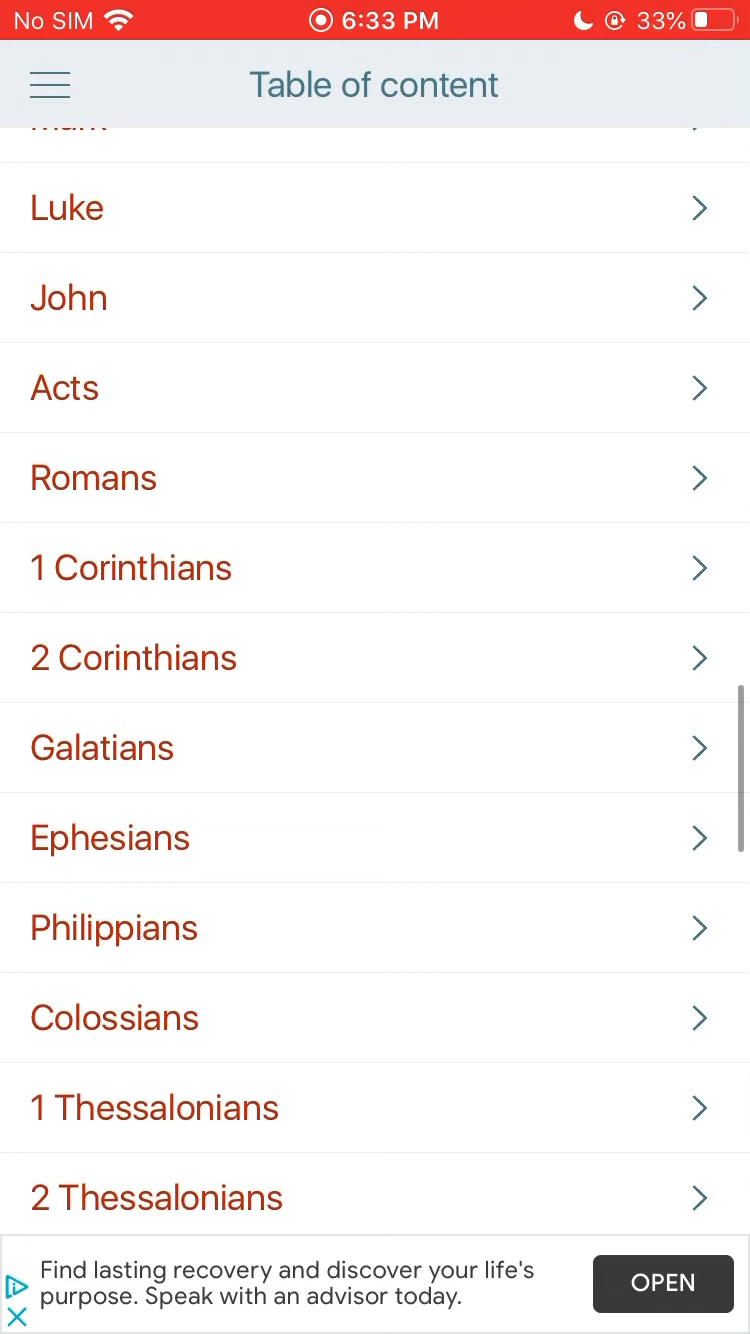 No SIM 6:33 PM 33%
Table of content
Luke
John
Acts
Romans
1 Corinthians
2 Corinthians
Galatians
Ephesians
Philippians
Colossians
1 Thessalonians
2 Thessalonians
Find lasting recovery and discover your life's
purpose. Speak with an advisor today.
OPEN